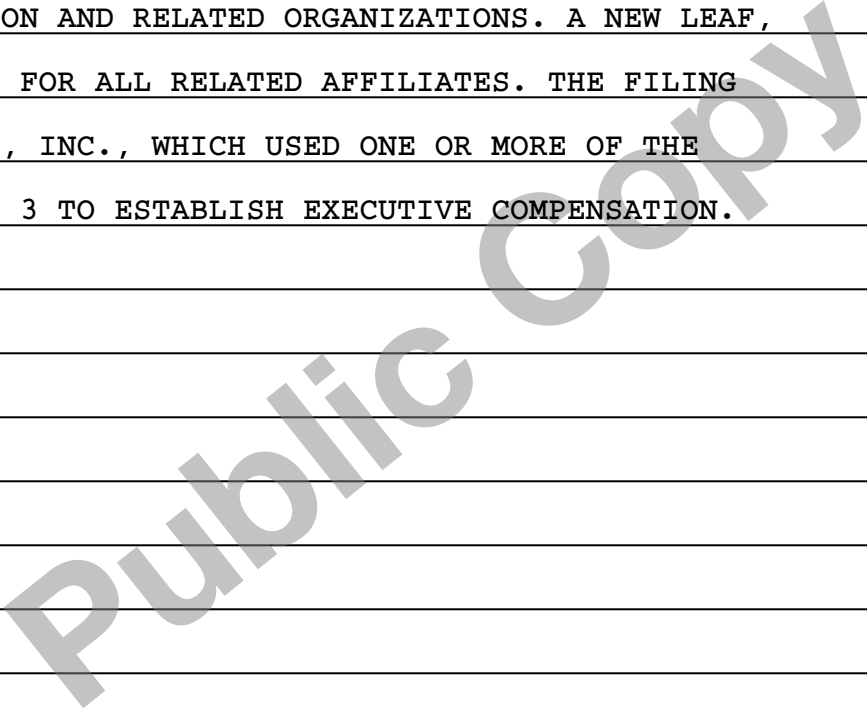 ON AND RELATED ORGANIZATIONS. A NEW LEAF,
FOR ALL RELATED AFFILIATES. THE FILING
, INC., WHICH USED ONE OR MORE OF THE
3 TO ESTABLISH EXECUTIVE COMPENSATION.
Public Copy